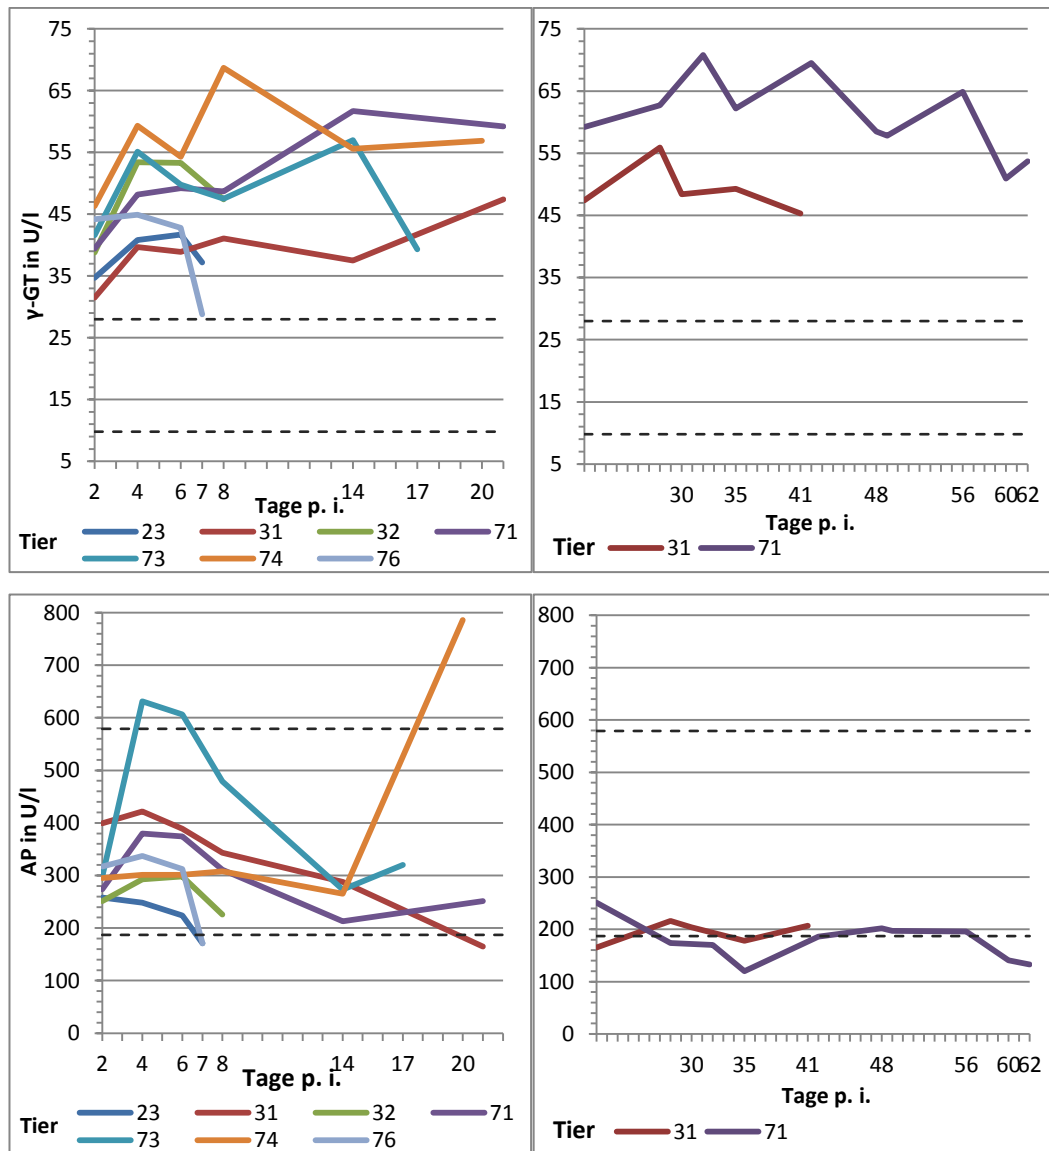 75
65
55
45
35
25
15
5
γ-GT in U/l
2 4 6 7 8 14 17 20
Tage p. i.
Tier 23 31 32 71
73 74 76
75
65
55
45
35
25
15
5
30 35 41 48 56 60 62
Tage p. i.
Tier 31 71
800
700
600
500
400
300
200
100
0
AP in U/l
2 4 6 7 8 14 17 20
Tage p. i.
Tier 23 31 32 71
73 74 76
800
700
600
500
400
300
200
100
0
30 35 41 48 56 60 62
Tage p. i.
Tier 31 71